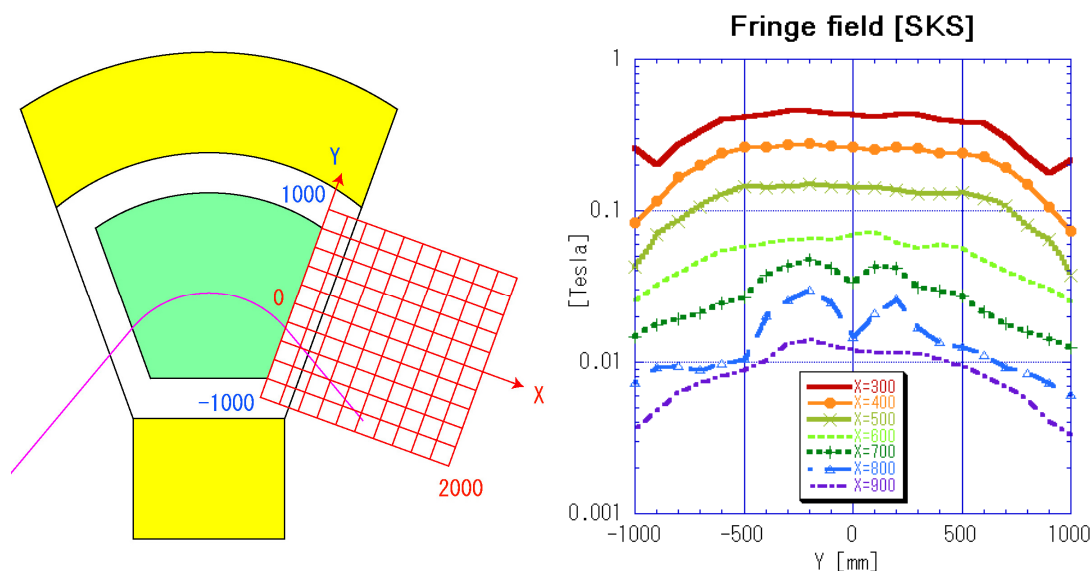 Y
1000
0
-1000
X
2000
Fringe field [SKS]
1
0.1
[Tesla]
0.01
0.001
X=300
X=400
X=500
X=600
X=700
X=800
X=900
-1000 -500 0 500 1000
Y [mm]